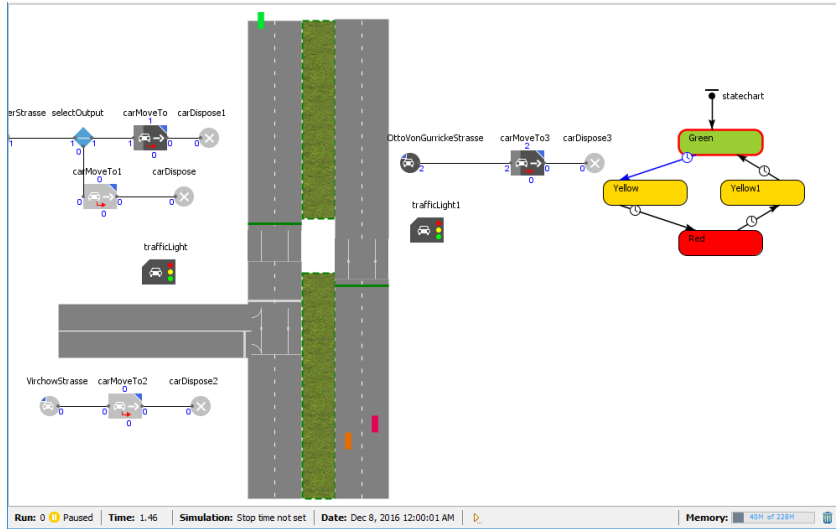 erStrasse selectOutput carMoveTo carDispose1
1 1 1 0 1 0 0 0
carMoveTo1 carDispose
0 0 0 0 0
trafficLight
VirchowStrasse carMoveTo2 carDispose2
0 0 0 0 0 0
OttoVonGurrickeStrasse carMoveTo3 carDispose3
2 2 2 0 0 0
trafficLight1
statechart
Green
Yellow Yellow1
Red
Run: 0 Paused Time: 1.46 Simulation: Stop time not set Date: Dec 8, 2016 12:00:01 AM Memory: 40M of 228M